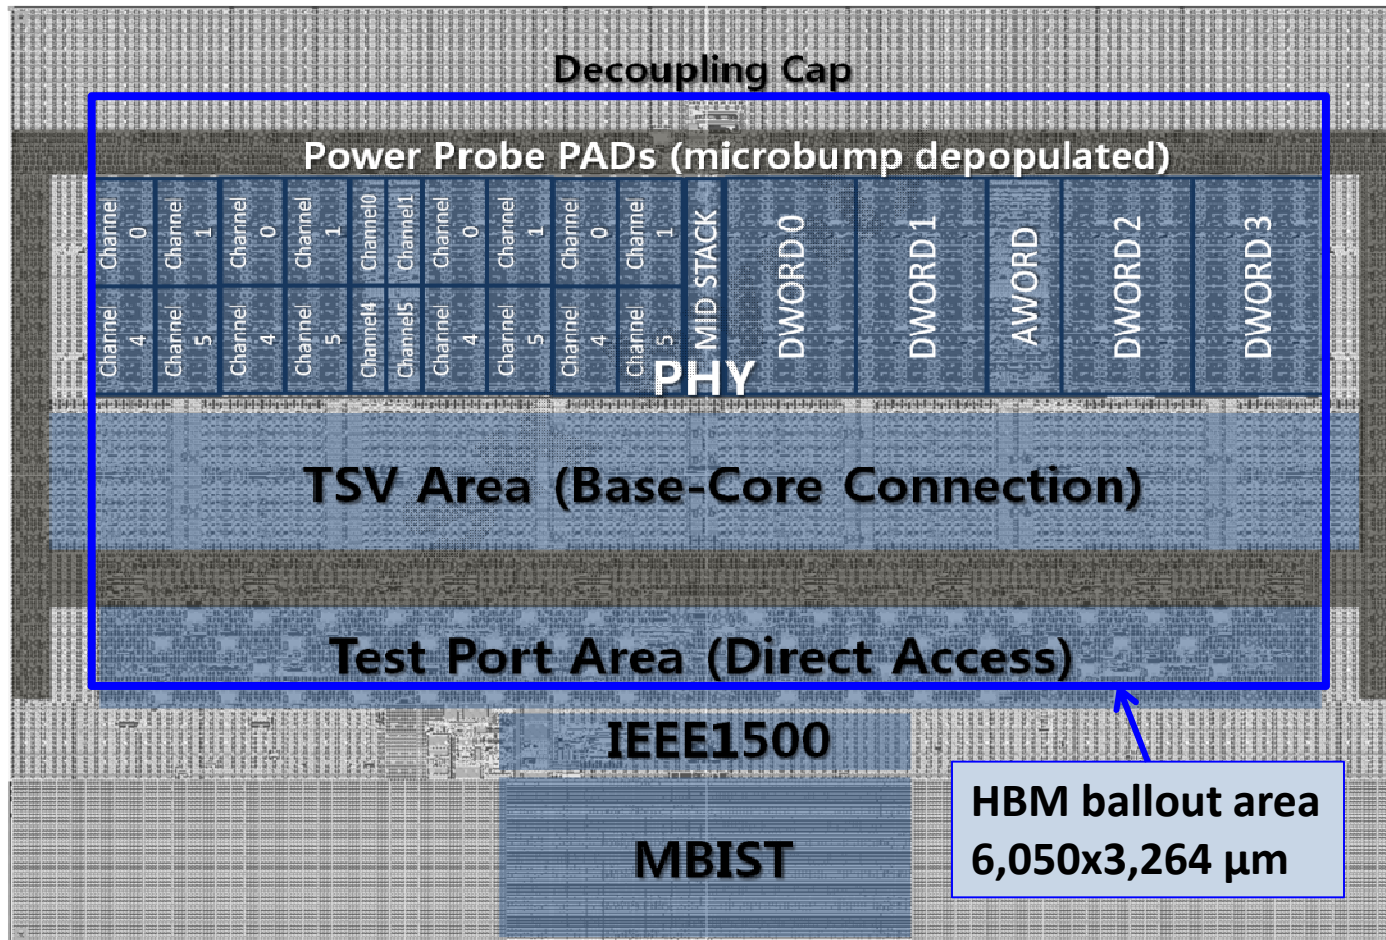 Decoupling Cap
Power Probe PADs (microbump depopulated)
Channel
0
Channel
1
Channel
0
Channel
1
Channel0
Channel1
Channel
0
Channel
1
Channel
0
Channel
1
Channel
4
Channel
5
Channel
4
Channel
5
Channel4
Channel5
Channel
4
Channel
5
Channel
4
Channel
5
MID STACK
DWORD0
DWORD1
AWORD
DWORD2
DWORD3
PHY
TSV Area (Base-Core Connection)
Test Port Area (Direct Access)
IEEE1500
MBIST
HBM ballout area
6,050x3,264 µm